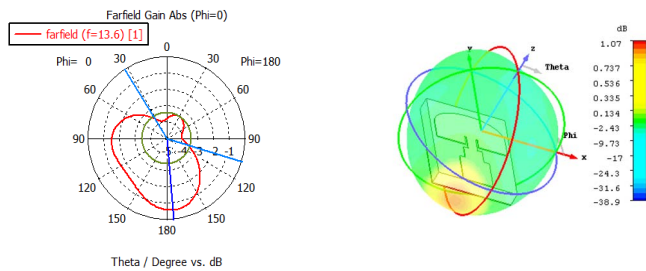 Farfield Gain Abs (Phi=0)
farfield (f=13.6) [1]
Phi= 0
30
0
30
Phi=180
60
60
90
-5 -4 -3 -2 -1
90
120
120
150
180
150
Theta / Degree vs. dB
y
z
Theta
Phi
x
dB
1.07
0.737
0.536
0.335
0.134
-2.43
-9.73
-17
-24.3
-31.6
-38.9